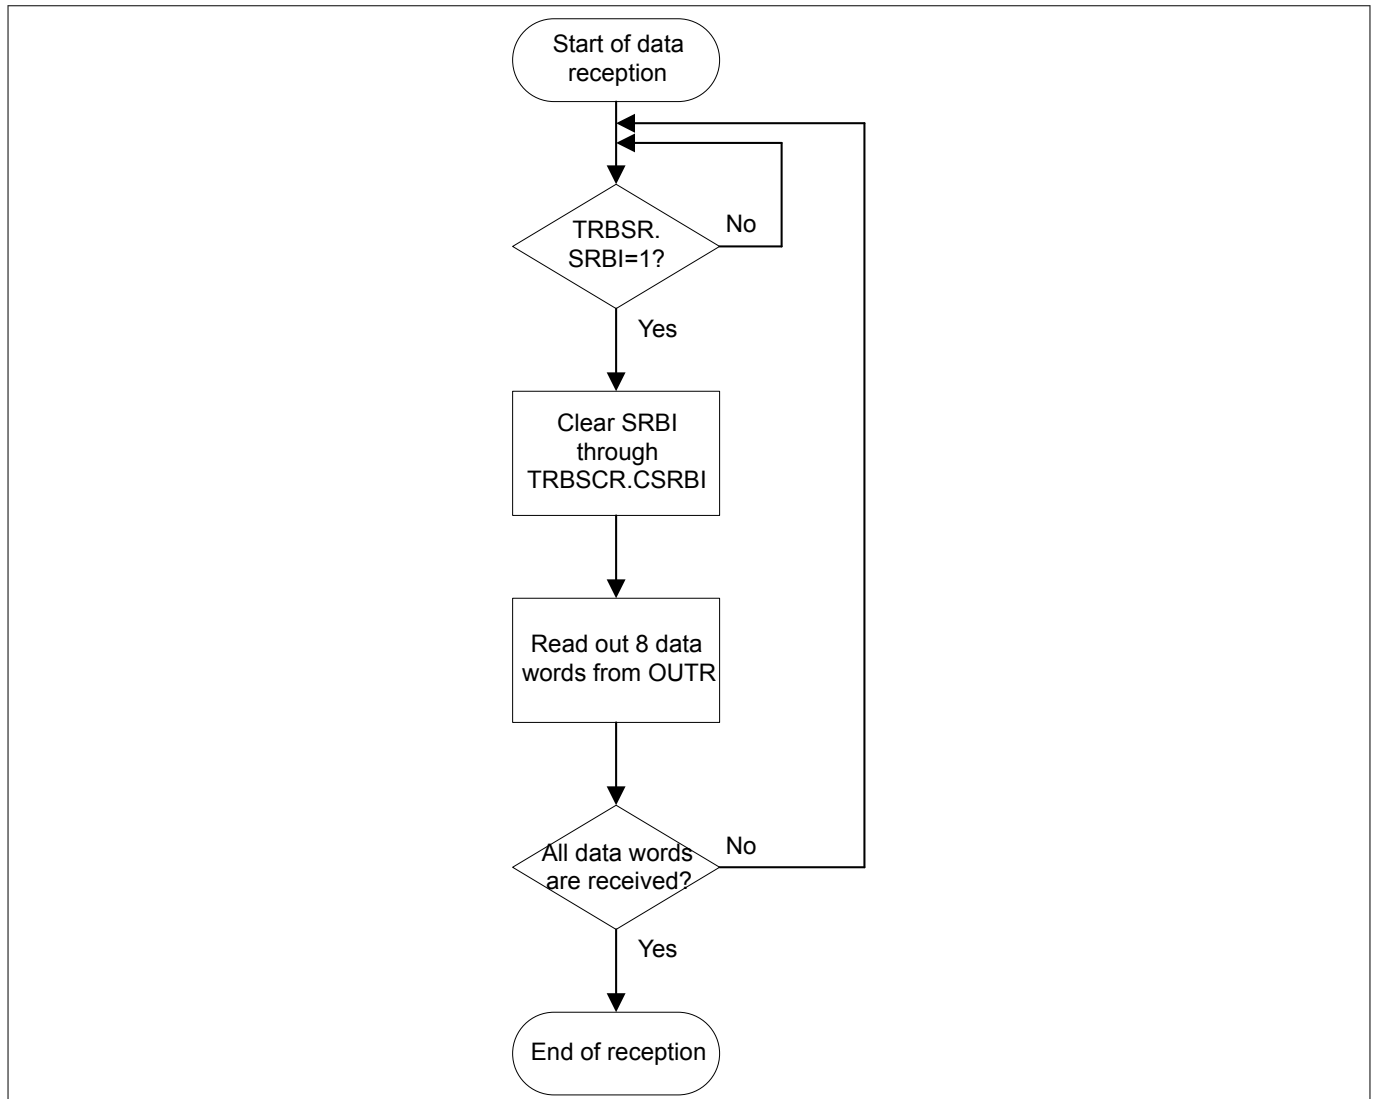 Start of data
reception
TRBSR.
SRBI=1?
No
Yes
Clear SRBI
through
TRBSCR.CSRBI
Read out 8 data
words from OUTR
All data words
are received?
No
Yes
End of reception